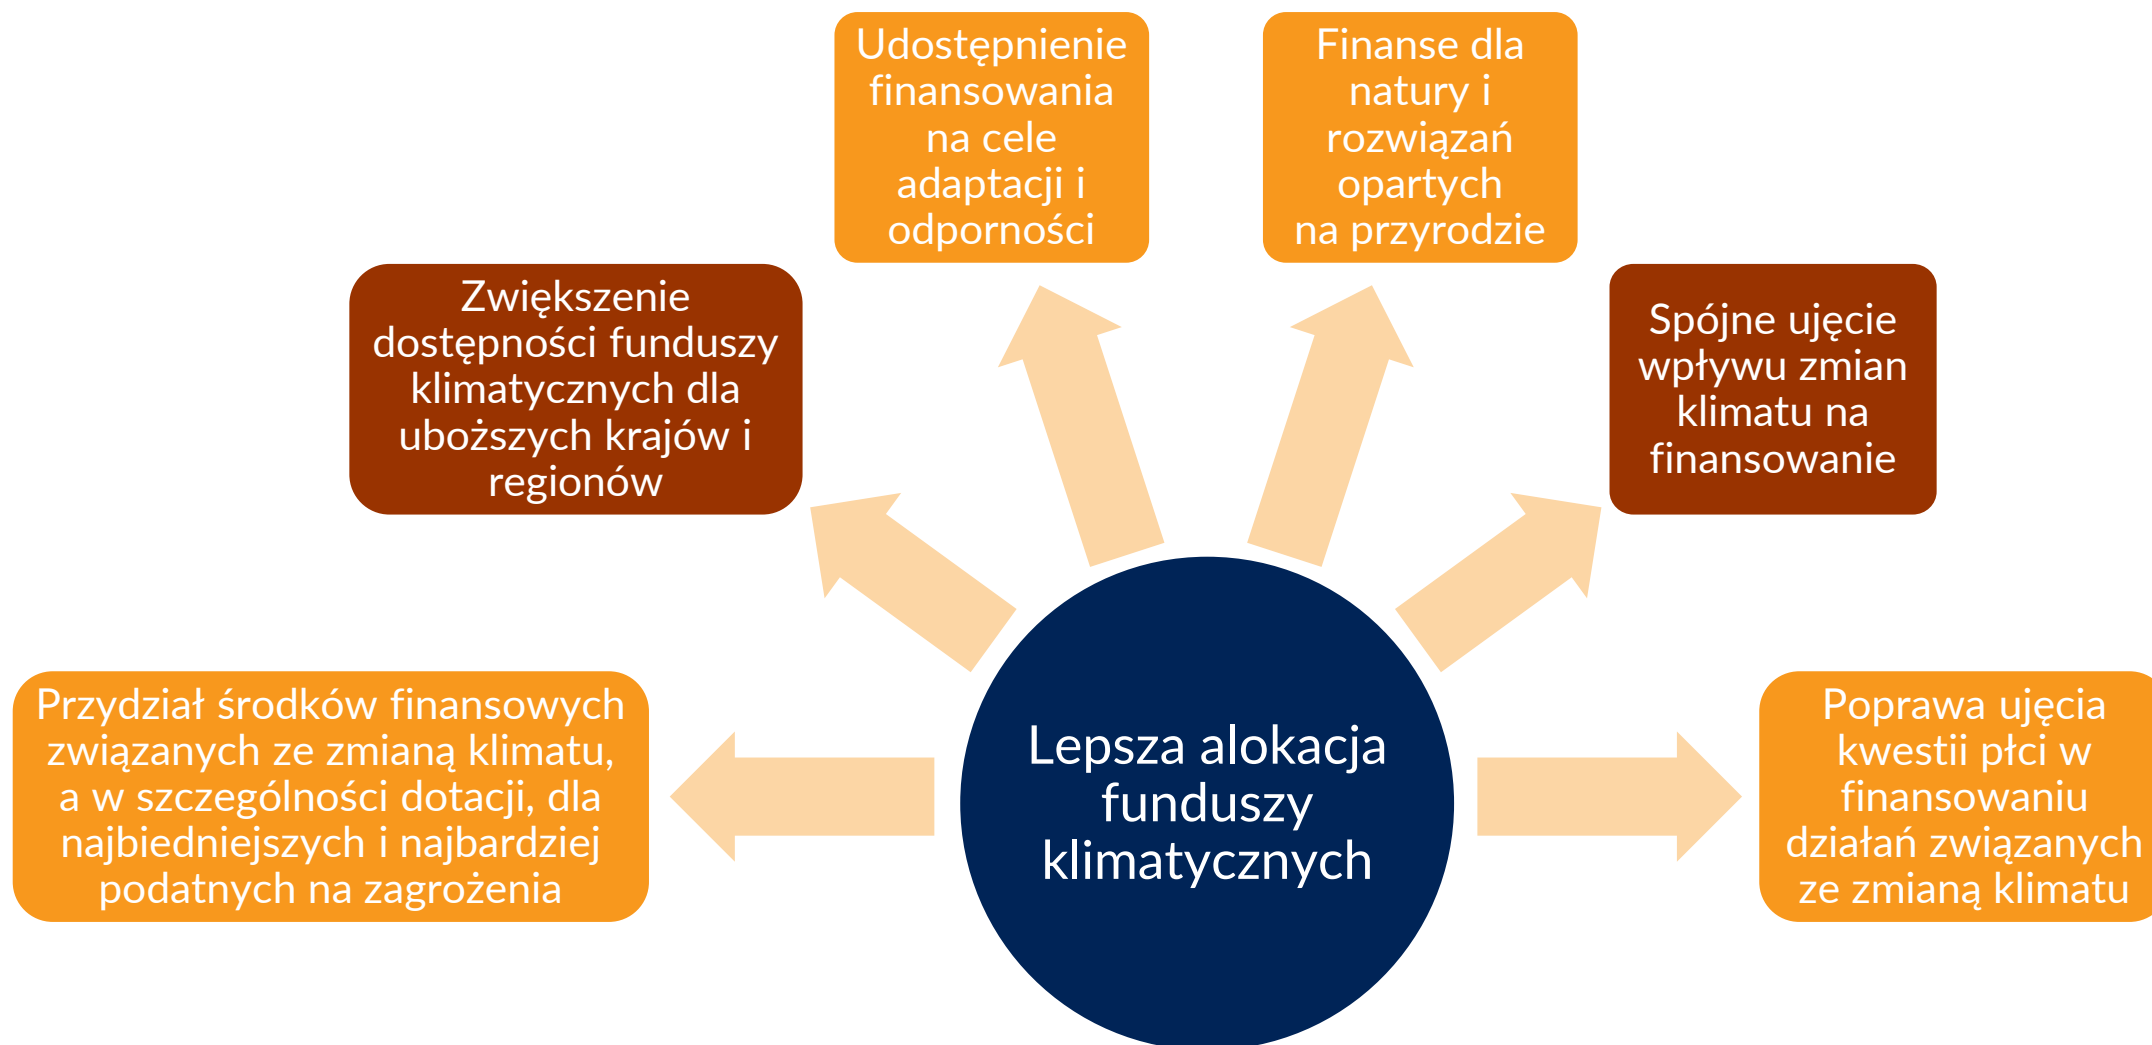 Udostępnienie
finansowania
na cele
adaptacji i
odporności
Finanse dla
natury i
rozwiązań
opartych
na przyrodzie
Zwiększenie
dostępności funduszy
klimatycznych dla
uboższych krajów i
regionów
Spójne ujęcie
wpływu zmian
klimatu na
finansowanie
Przydział środków finansowych
związanych ze zmianą klimatu,
a w szczególności dotacji, dla
najbiedniejszych i najbardziej
podatnych na zagrożenia
Lepsza alokacja
funduszy
klimatycznych
Poprawa ujęcia
kwestii płci w
finansowaniu
działań związanych
ze zmianą klimatu